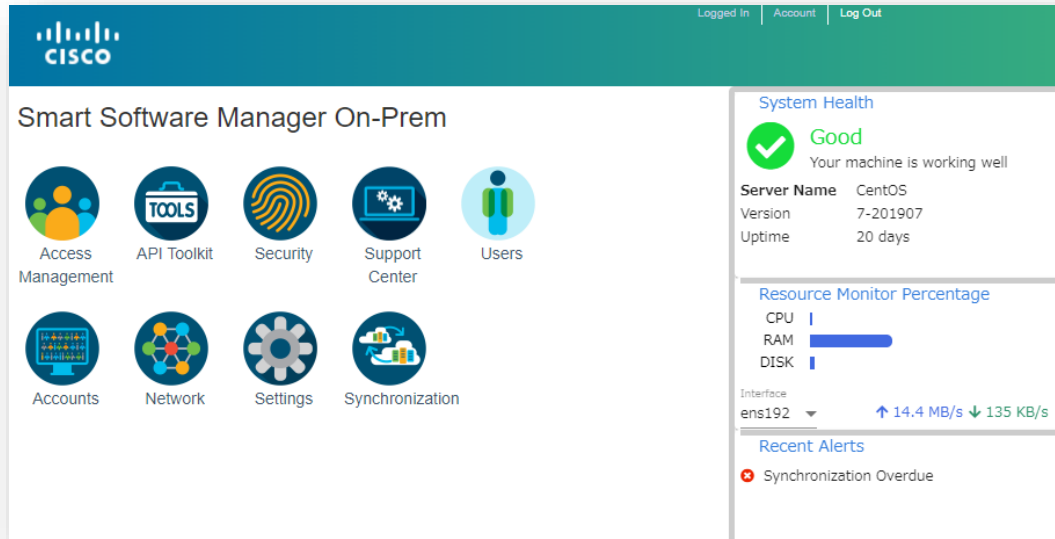 Logged In Account Log Out
CISCO
Smart Software Manager On-Prem
TOOLS
Access
Management
API Toolkit
Security
Support
Center
Users
Accounts
Network
Settings
Synchronization
System Health
Good
Your machine is working well
Server Name CentOS
Version 7-201907
Uptime 20 days
Resource Monitor Percentage
CPU
RAM
DISK
Interface
ens192 ↑ 14.4 MB/s ↓ 135 KB/s
Recent Alerts
Synchronization Overdue